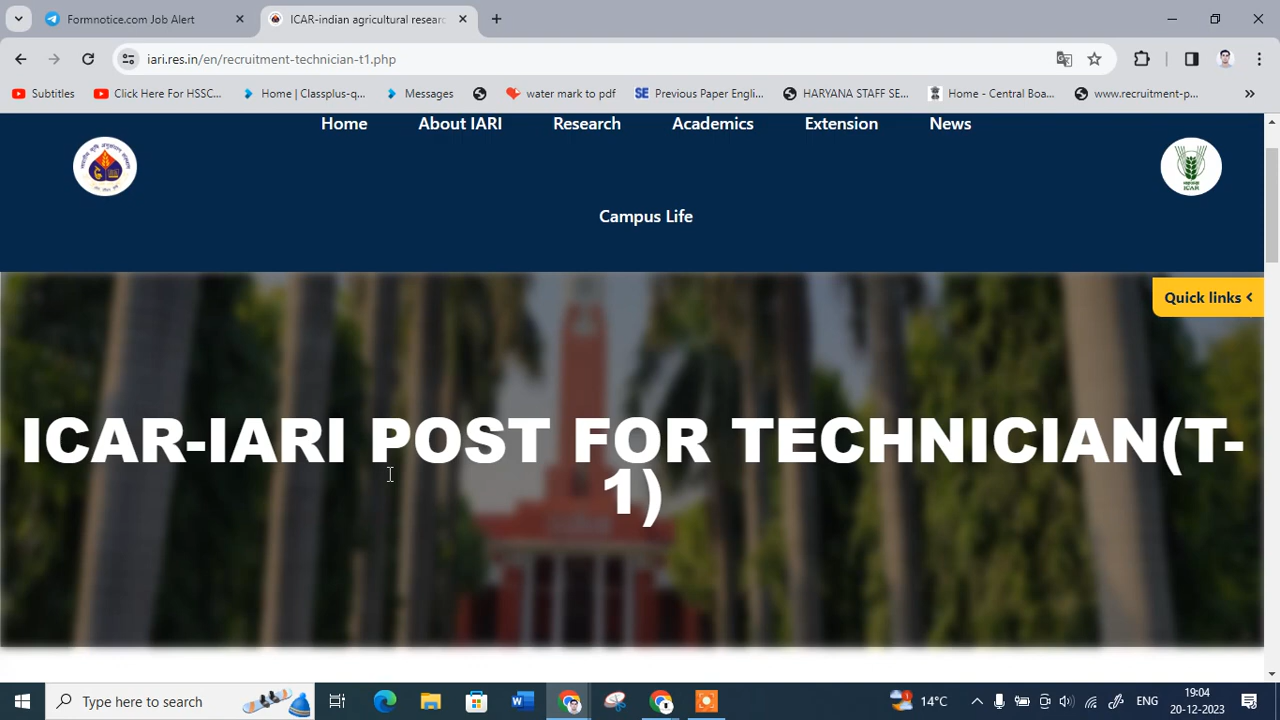 Formnotice.com Job Alert
ICAR-indian agricultural researc
iari.res.in/en/recruitment-technician-t1.php
Subtitles
Click Here For HSSC...
Home | Classplus-q...
Messages
water mark to pdf
SE Previous Paper Engli...
HARYANA STAFF SE...
Home - Central Boa...
www.recruitment-p...
Home
About IARI
Research
Academics
Extension
News
ICAR
Campus Life
Quick links
ICAR-IARI POST FOR TECHNICIAN(T-
1)
Type here to search
14°C
ENG
19:04
20-12-2023